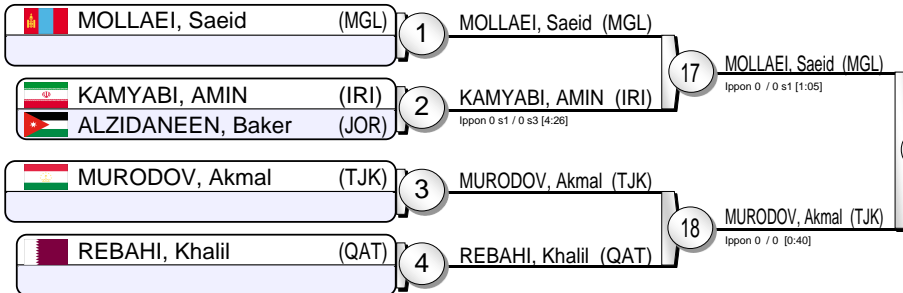 MOLLAEI, Saeid (MGL)
1
MOLLAEI, Saeid (MGL)
17
MOLLAEI, Saeid (MGL)
Ippon 0 / 0 s1 [1:05]
KAMYABI, AMIN (IRI)
ALZIDANEEN, Baker (JOR)
2
KAMYABI, AMIN (IRI)
Ippon 0 s1 / 0 s3 [4:26]
MURODOV, Akmal (TJK)
3
MURODOV, Akmal (TJK)
18
MURODOV, Akmal (TJK)
Ippon 0 / 0 [0:40]
REBAHI, Khalil (QAT)
4
REBAHI, Khalil (QAT)